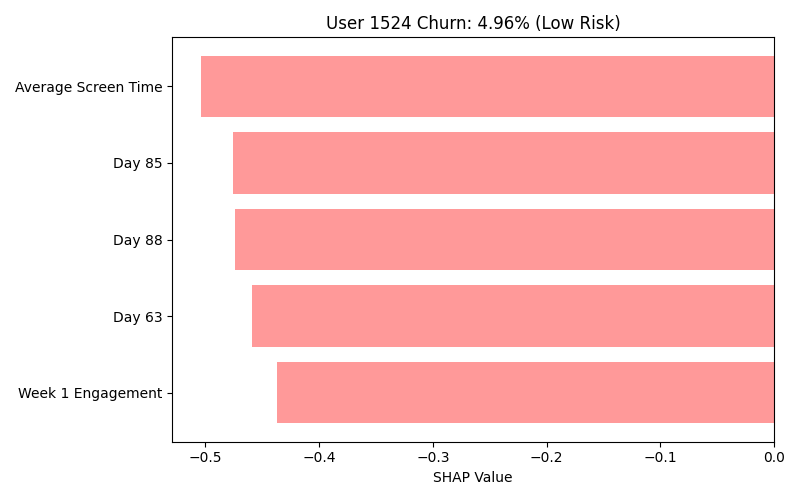 User 1524 Churn: 4.96% (Low Risk)
Average Screen Time
Day 85
Day 88
Day 63
Week 1 Engagement
−0.5 −0.4 −0.3 −0.2 −0.1 0.0
SHAP Value